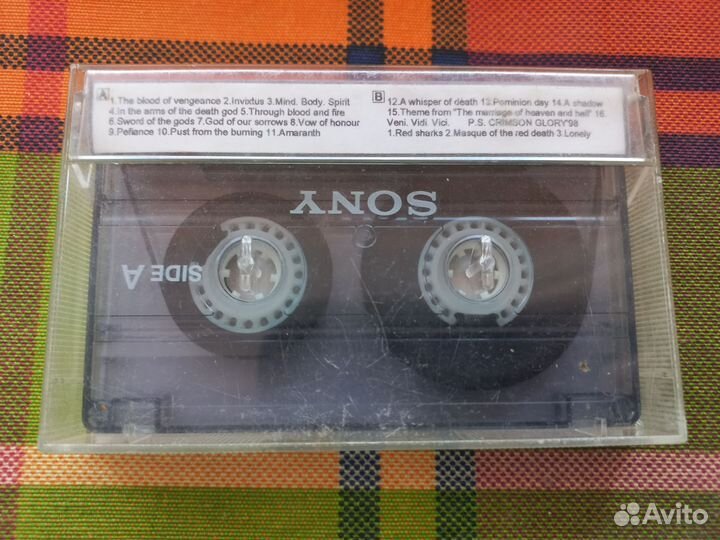 A 1.The blood of vengeance 2.Invixtus 3.Mind. Body. Spirit
4.In the arms of the death god 5.Through blood and fire
6.Sword of the gods 7.God of our sorrows 8.Vow of honour
9.Pefiance 10.Pust from the burning 11.Amaranth
B 12.A whisper of death 13.Pominion day 14.A shadow
15.Theme from "The marriage of heaven and hell" 16.
Veni. Vidi. Vici. P.S. CRIMSON GLORY'98
1.Red sharks 2.Masque of the red death 3.Lonely
SONY
SIDE A
Avito